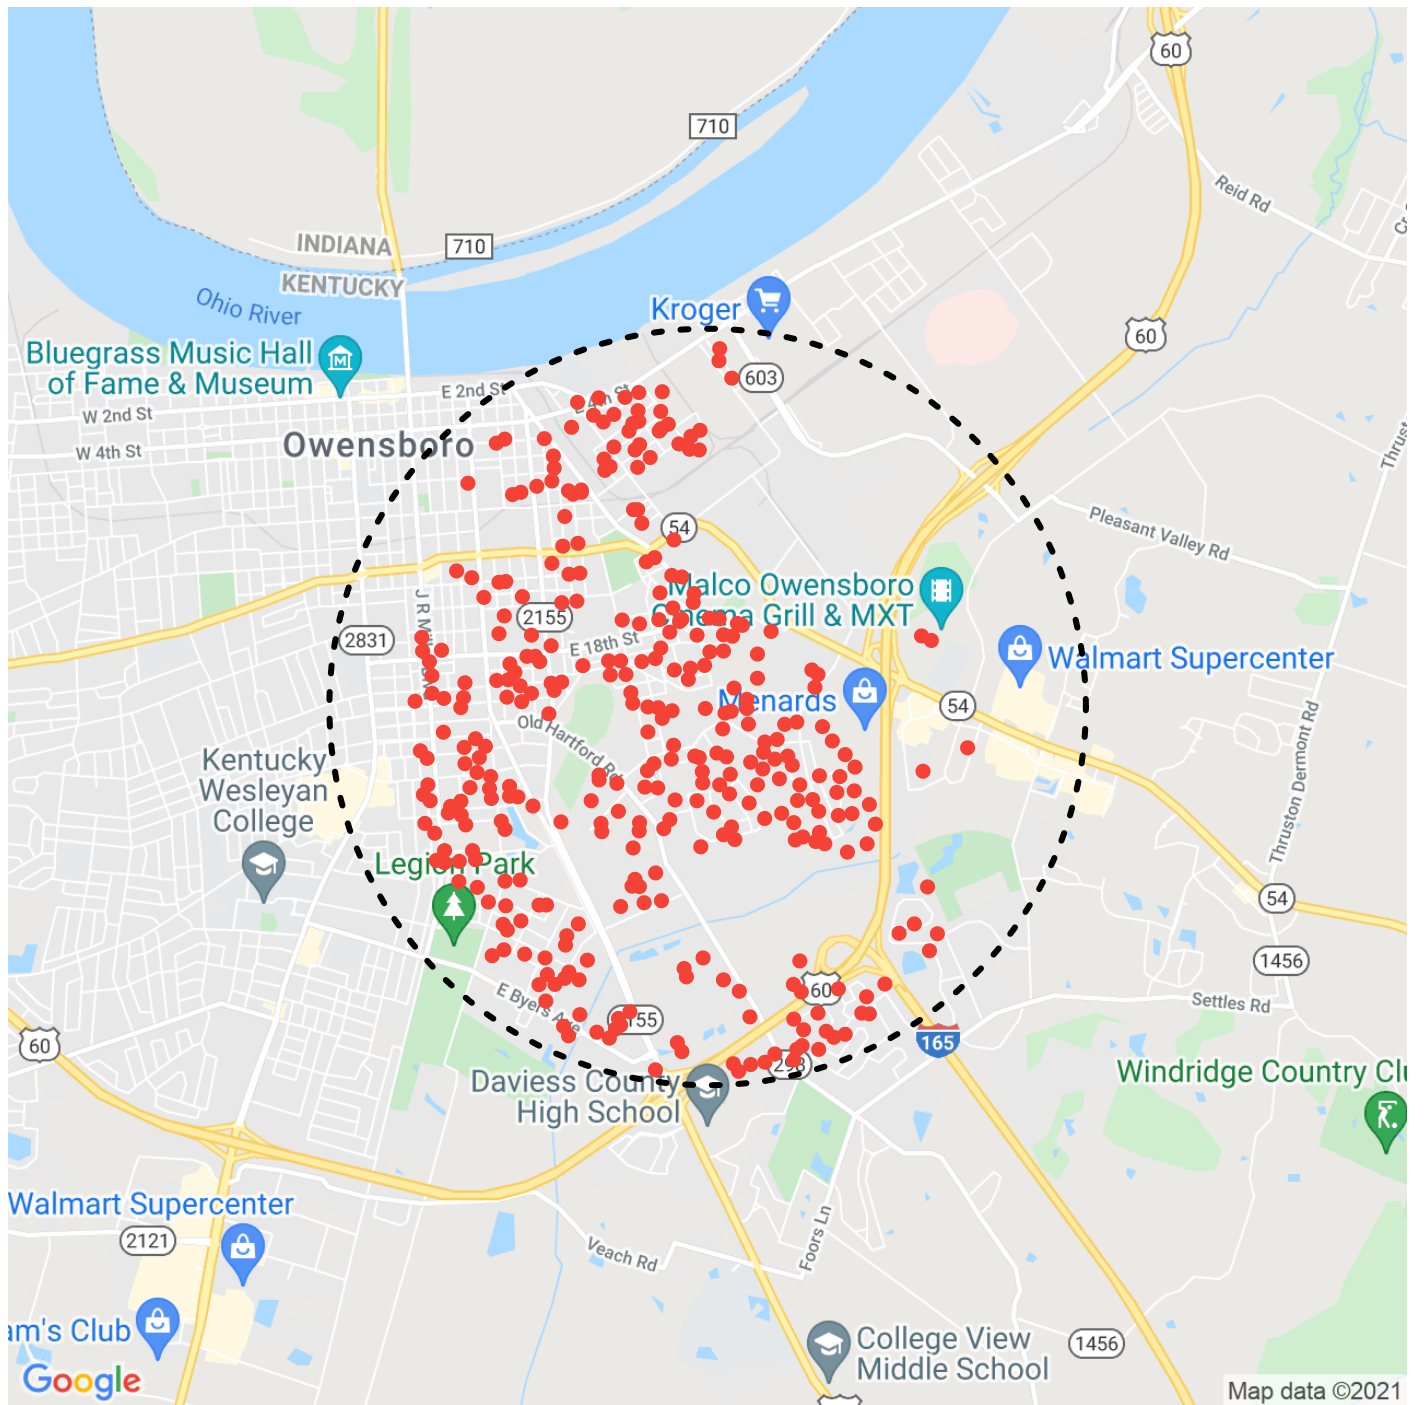 60
710
Reid Rd
INDIANA
710
KENTUCKY
Ohio River
Kroger
60
Bluegrass Music Hall
of Fame & Museum
603
E 2nd St
W 2nd St
Owensboro
W 4th St
54
Pleasant Valley Rd
Malco Owensboro
Cinema Grill & MXT
2155
2831
E 18th St
Walmart Supercenter
Menards
54
Old Hartford Rd
Thruston Dermont Rd
Kentucky
Wesleyan
College
Legion Park
54
1456
E Byers Ave
60
Settles Rd
60
165
298
Daviess County
High School
Windridge Country Clu
Walmart Supercenter
2121
Veach Rd
Foors Ln
am's Club
College View
Middle School
1456
Google
Map data ©2021